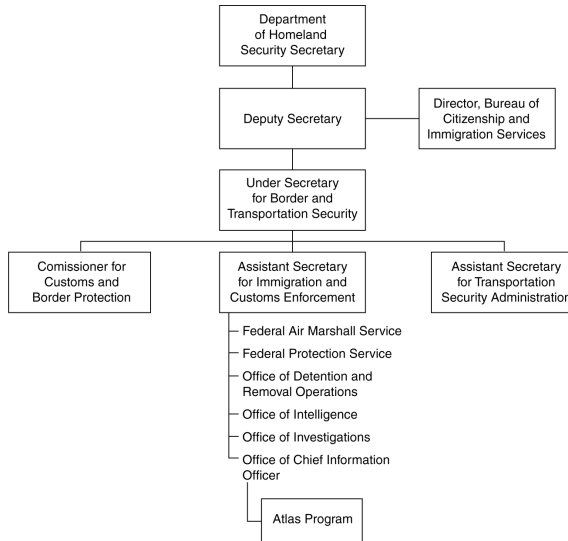 Department
of Homeland
Security Secretary
Deputy Secretary
Director, Bureau of
Citizenship and
Immigration Services
Under Secretary
for Border and
Transportation Security
Comissioner for
Customs and
Border Protection
Assistant Secretary
for Immigration and
Customs Enforcement
Assistant Secretary
for Transportation
Security Administration
Federal Air Marshall Service
Federal Protection Service
Office of Detention and
Removal Operations
Office of Intelligence
Office of Investigations
Office of Chief Information
Officer
Atlas Program